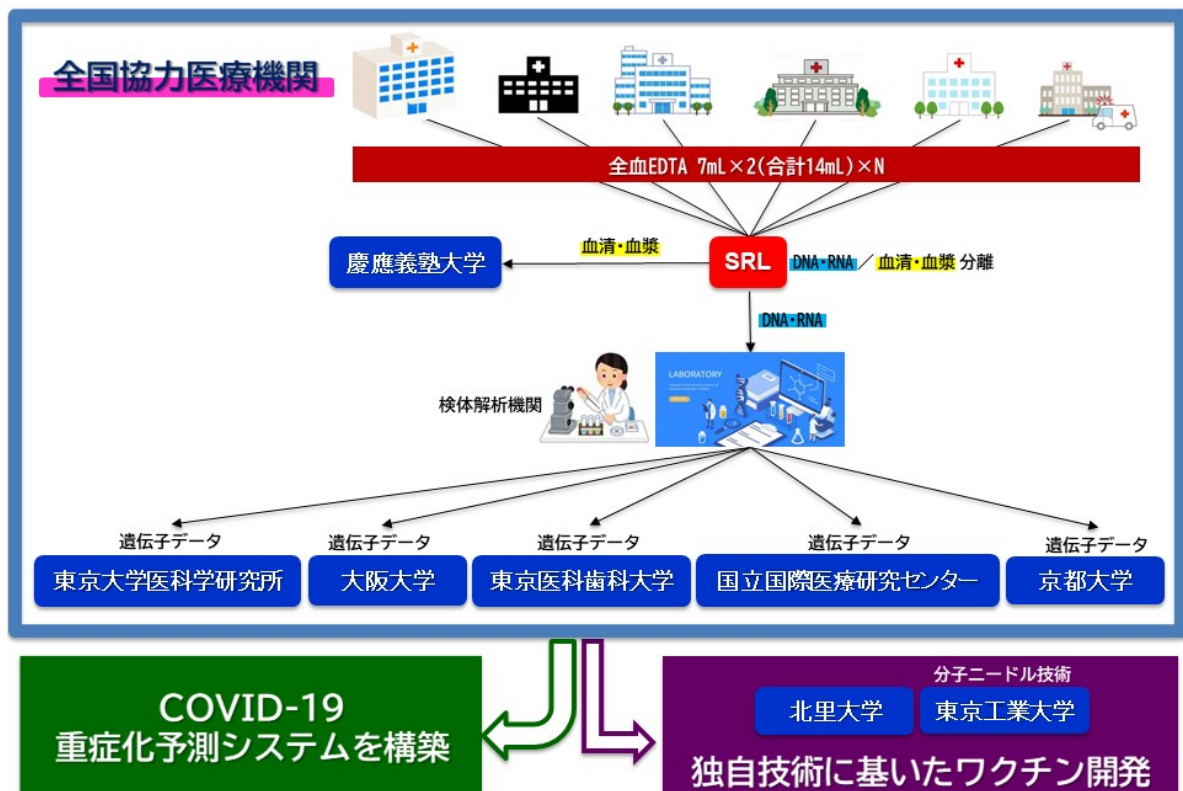 全国協力医療機関
全血EDTA 7mL×2(合計14mL)×N
慶應義塾大学
血清・血漿
SRL
DNA・RNA ／ 血清・血漿 分離
DNA・RNA
検体解析機関
LABORATORY
遺伝子データ
遺伝子データ
遺伝子データ
遺伝子データ
遺伝子データ
東京大学医科学研究所
大阪大学
東京医科歯科大学
国立国際医療研究センター
京都大学
COVID-19
重症化予測システムを構築
分子ニードル技術
北里大学
東京工業大学
独自技術に基いたワクチン開発